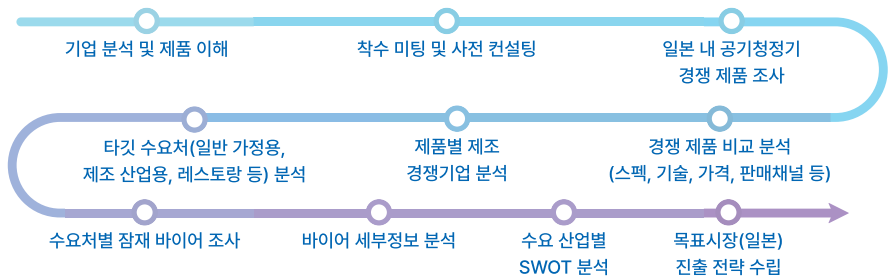 기업 분석 및 제품 이해
착수 미팅 및 사전 컨설팅
일본 내 공기청정기
경쟁 제품 조사
경쟁 제품 비교 분석
(스펙, 기술, 가격, 판매채널 등)
제품별 제조
경쟁기업 분석
타깃 수요처(일반 가정용,
제조 산업용, 레스토랑 등) 분석
수요처별 잠재 바이어 조사
바이어 세부정보 분석
수요 산업별
SWOT 분석
목표시장(일본)
진출 전략 수립